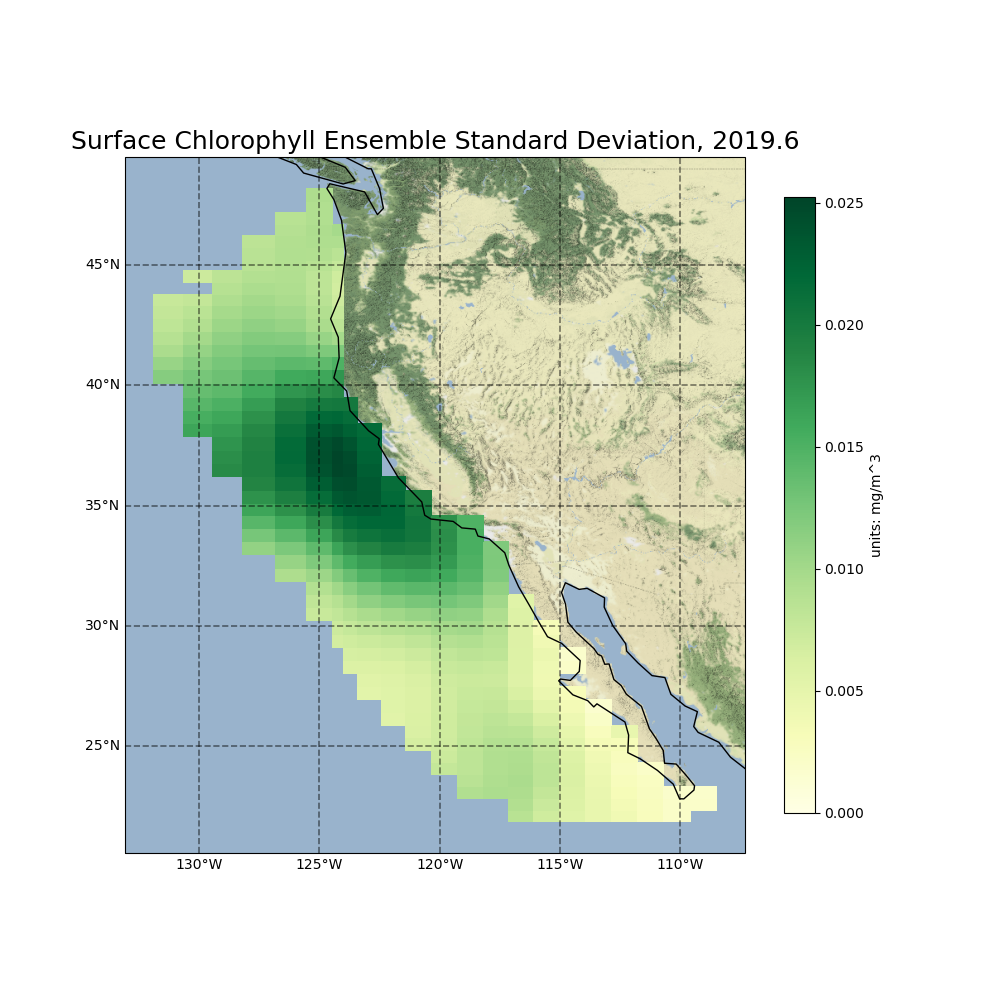 Surface Chlorophyll Ensemble Standard Deviation, 2019.6
45°N
40°N
35°N
30°N
25°N
130°W 125°W 120°W 115°W 110°W
0.025
0.020
0.015
0.010
0.005
0.000
units: mg/m^3